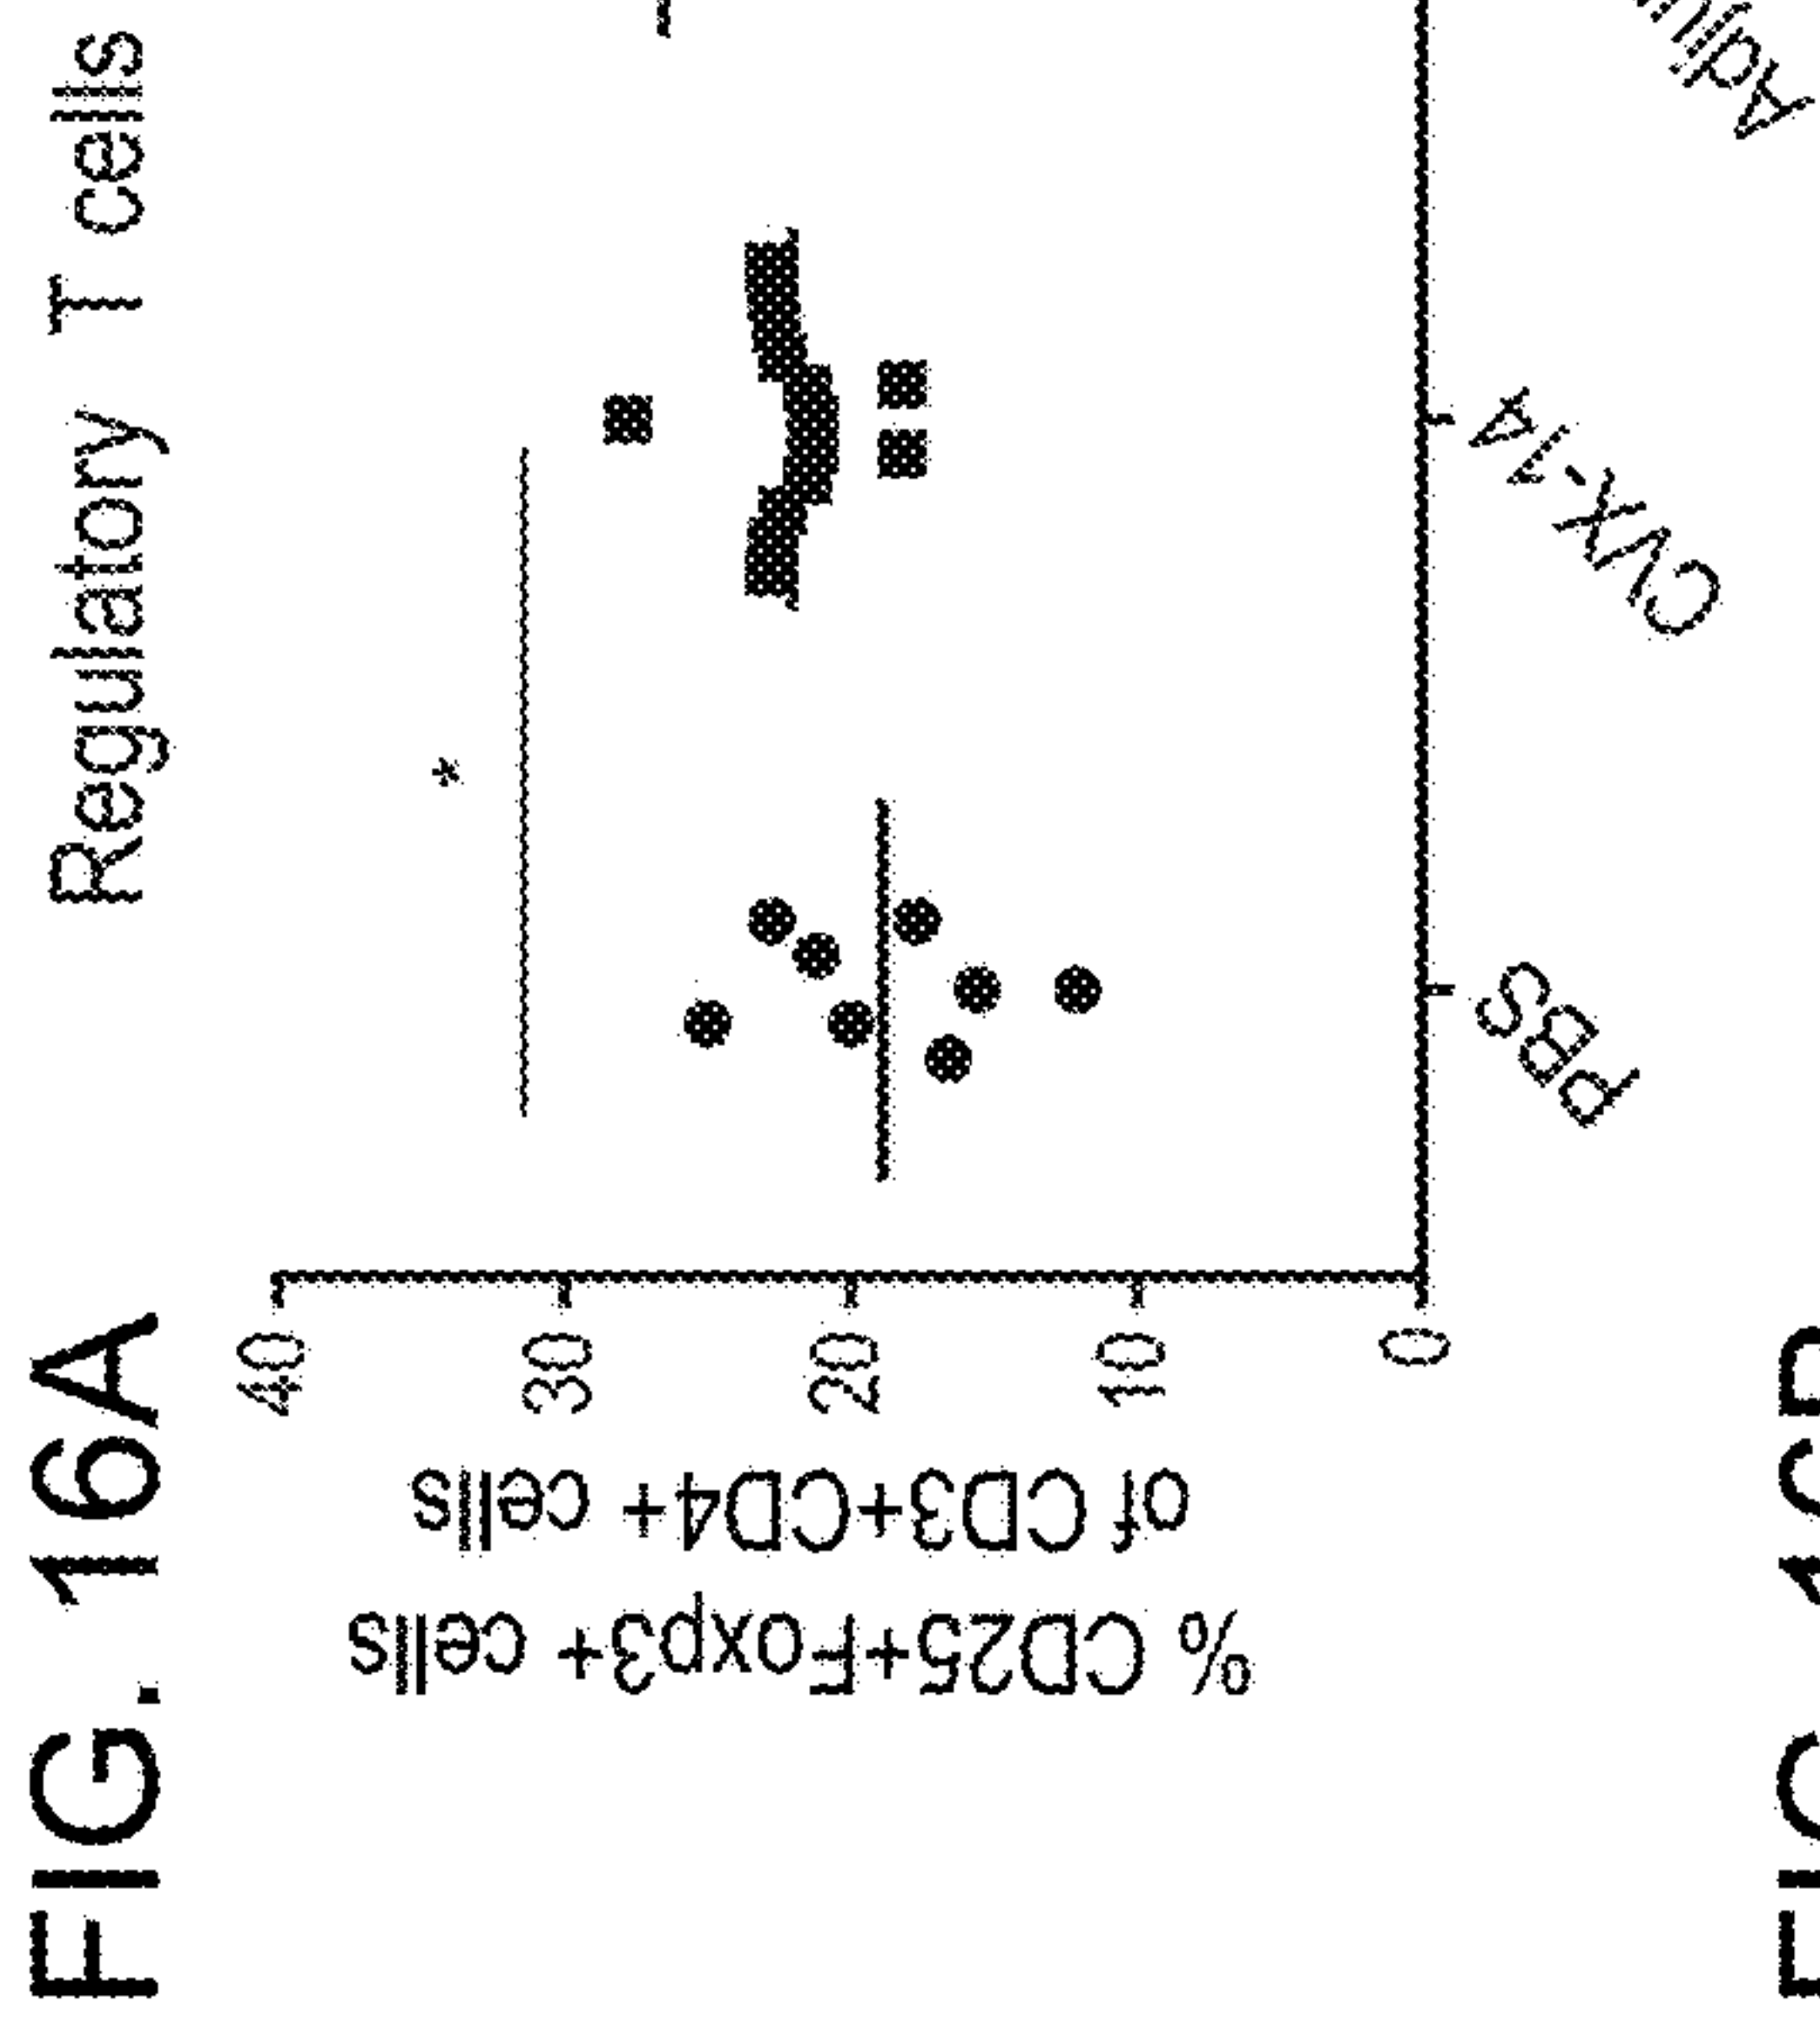 FIG. 16A
Regulatory T cells
*
% CD25+Foxp3+ cells
of CD3+CD4+ cells
40
30
20
10
0
PBS
CVX-14